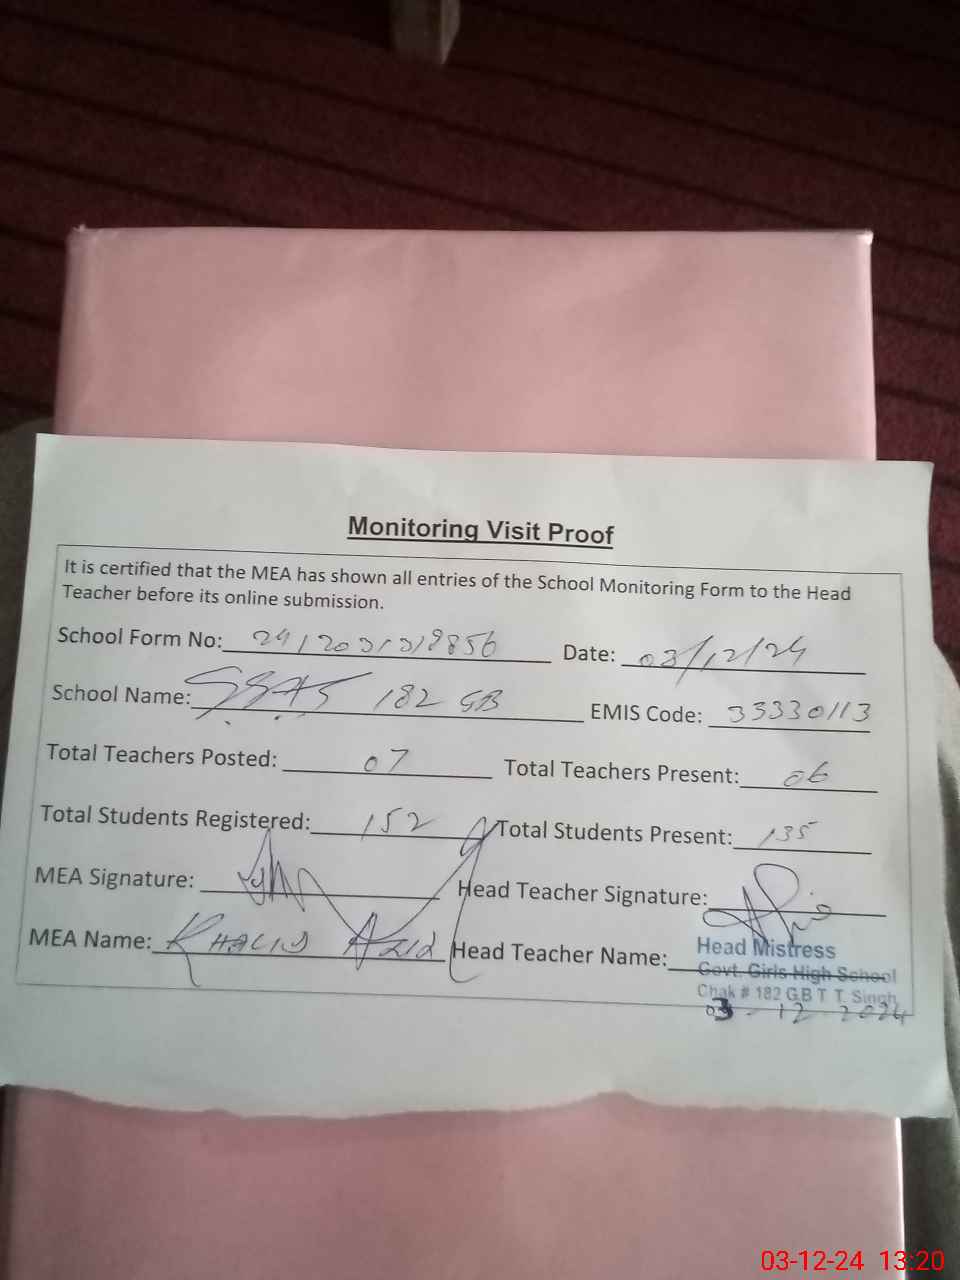 Monitoring Visit Proof
It is certified that the MEA has shown all entries of the School Monitoring Form to the Head
Teacher before its online submission.
School Form No: Date: 03/12/24
School Name: 182 GB EMIS Code: 33330113
Total Teachers Posted: 07 Total Teachers Present: 06
Total Students Registered: 152 Total Students Present: 135
MEA Signature: Head Teacher Signature:
MEA Name: KHALID Head Teacher Name:
Head Mistress
Govt. Girls High School
Chak # 182 G.B T. T. Singh
03-12-2024
03-12-24 13:20